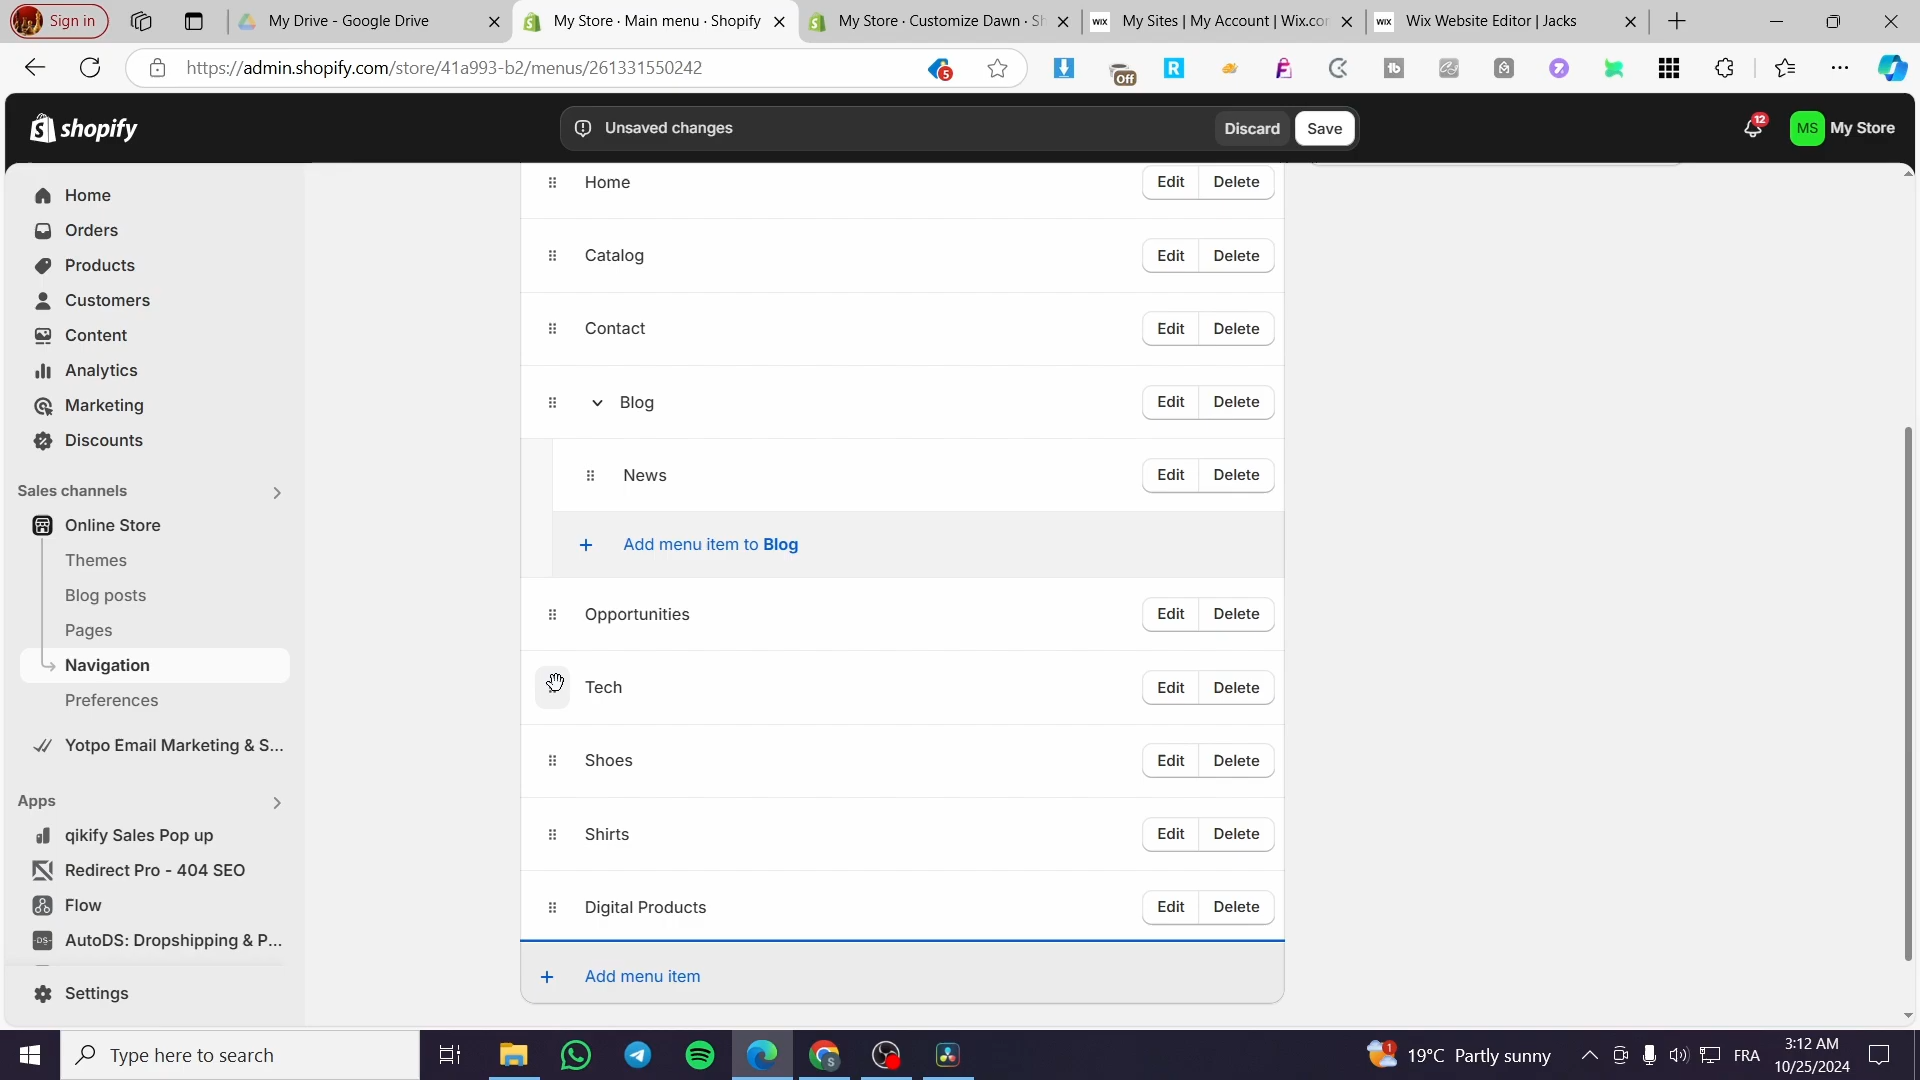 Sign in
My Drive - Google Drive
My Store · Main menu · Shopify
My Store · Customize Dawn · Sh
WIX
My Sites | My Account | Wix.co
WIX
Wix Website Editor | Jacks
https://admin.shopify.com/store/41a993-b2/menus/261331550242
5
Off
R
shopify
Unsaved changes
Discard
Save
12
MS
My Store
Home
Orders
Products
Customers
Content
Analytics
Marketing
Discounts
Sales channels
Online Store
Themes
Blog posts
Pages
Navigation
Preferences
Yotpo Email Marketing & S...
Apps
qikify Sales Pop up
Redirect Pro - 404 SEO
Flow
AutoDS: Dropshipping & P...
Settings
Home
Edit
Delete
Catalog
Edit
Delete
Contact
Edit
Delete
Blog
Edit
Delete
News
Edit
Delete
Add menu item to Blog
Opportunities
Edit
Delete
Tech
Edit
Delete
Shoes
Edit
Delete
Shirts
Edit
Delete
Digital Products
Edit
Delete
Add menu item
Type here to search
1
19°C Partly sunny
FRA
3:12 AM
10/25/2024